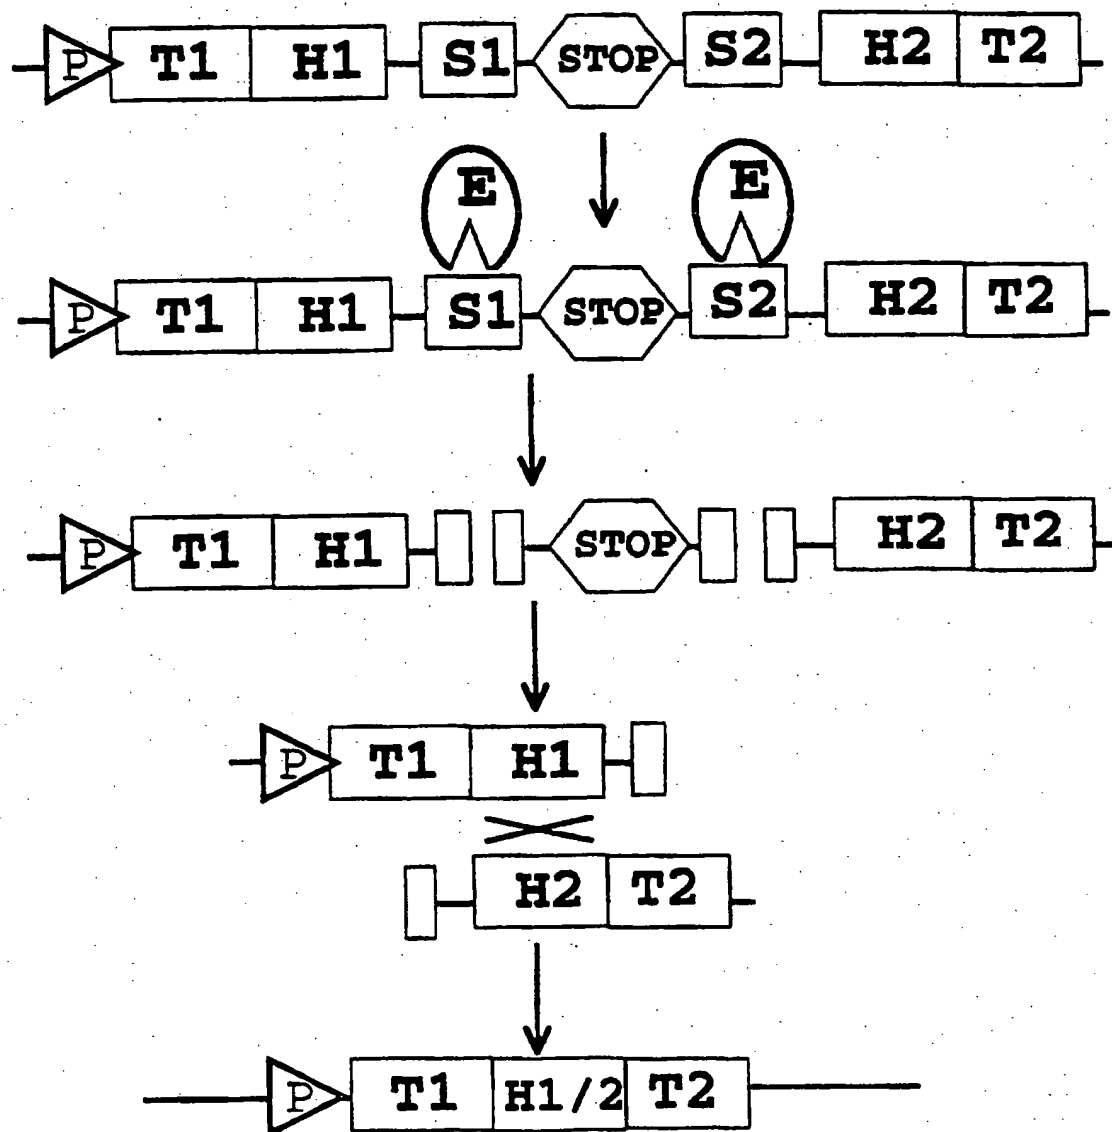 P T1 H1 S1 STOP S2 H2 T2
E E
P T1 H1 S1 STOP S2 H2 T2
P T1 H1 STOP H2 T2
P T1 H1
H2 T2
P T1 H1/2 T2